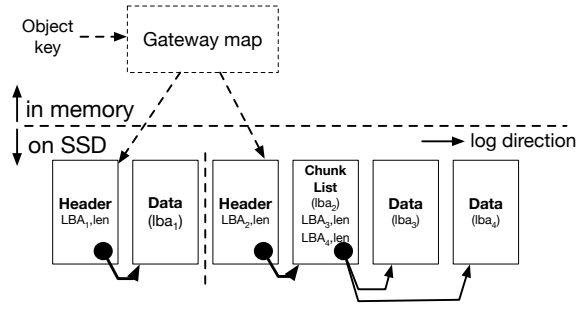 Object
key
Gateway map
in memory
on SSD
log direction
Header
LBA1,len
Data
(lba1)
Header
LBA2,len
Chunk
List
(lba2)
LBA3,len
LBA4,len
Data
(lba3)
Data
(lba4)